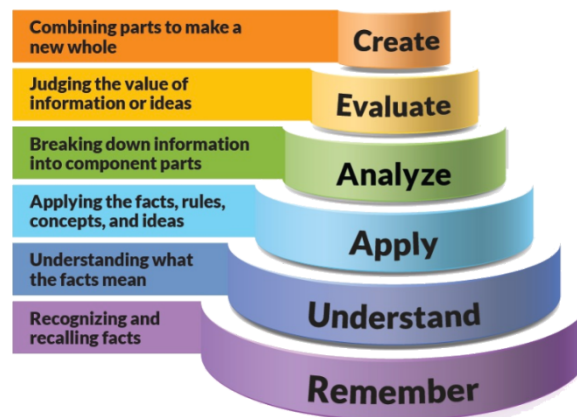 Combining parts to make a
new whole
Create
Judging the value of
information or ideas
Evaluate
Breaking down information
into component parts
Analyze
Applying the facts, rules,
concepts, and ideas
Apply
Understanding what
the facts mean
Understand
Recognizing and
recalling facts
Remember